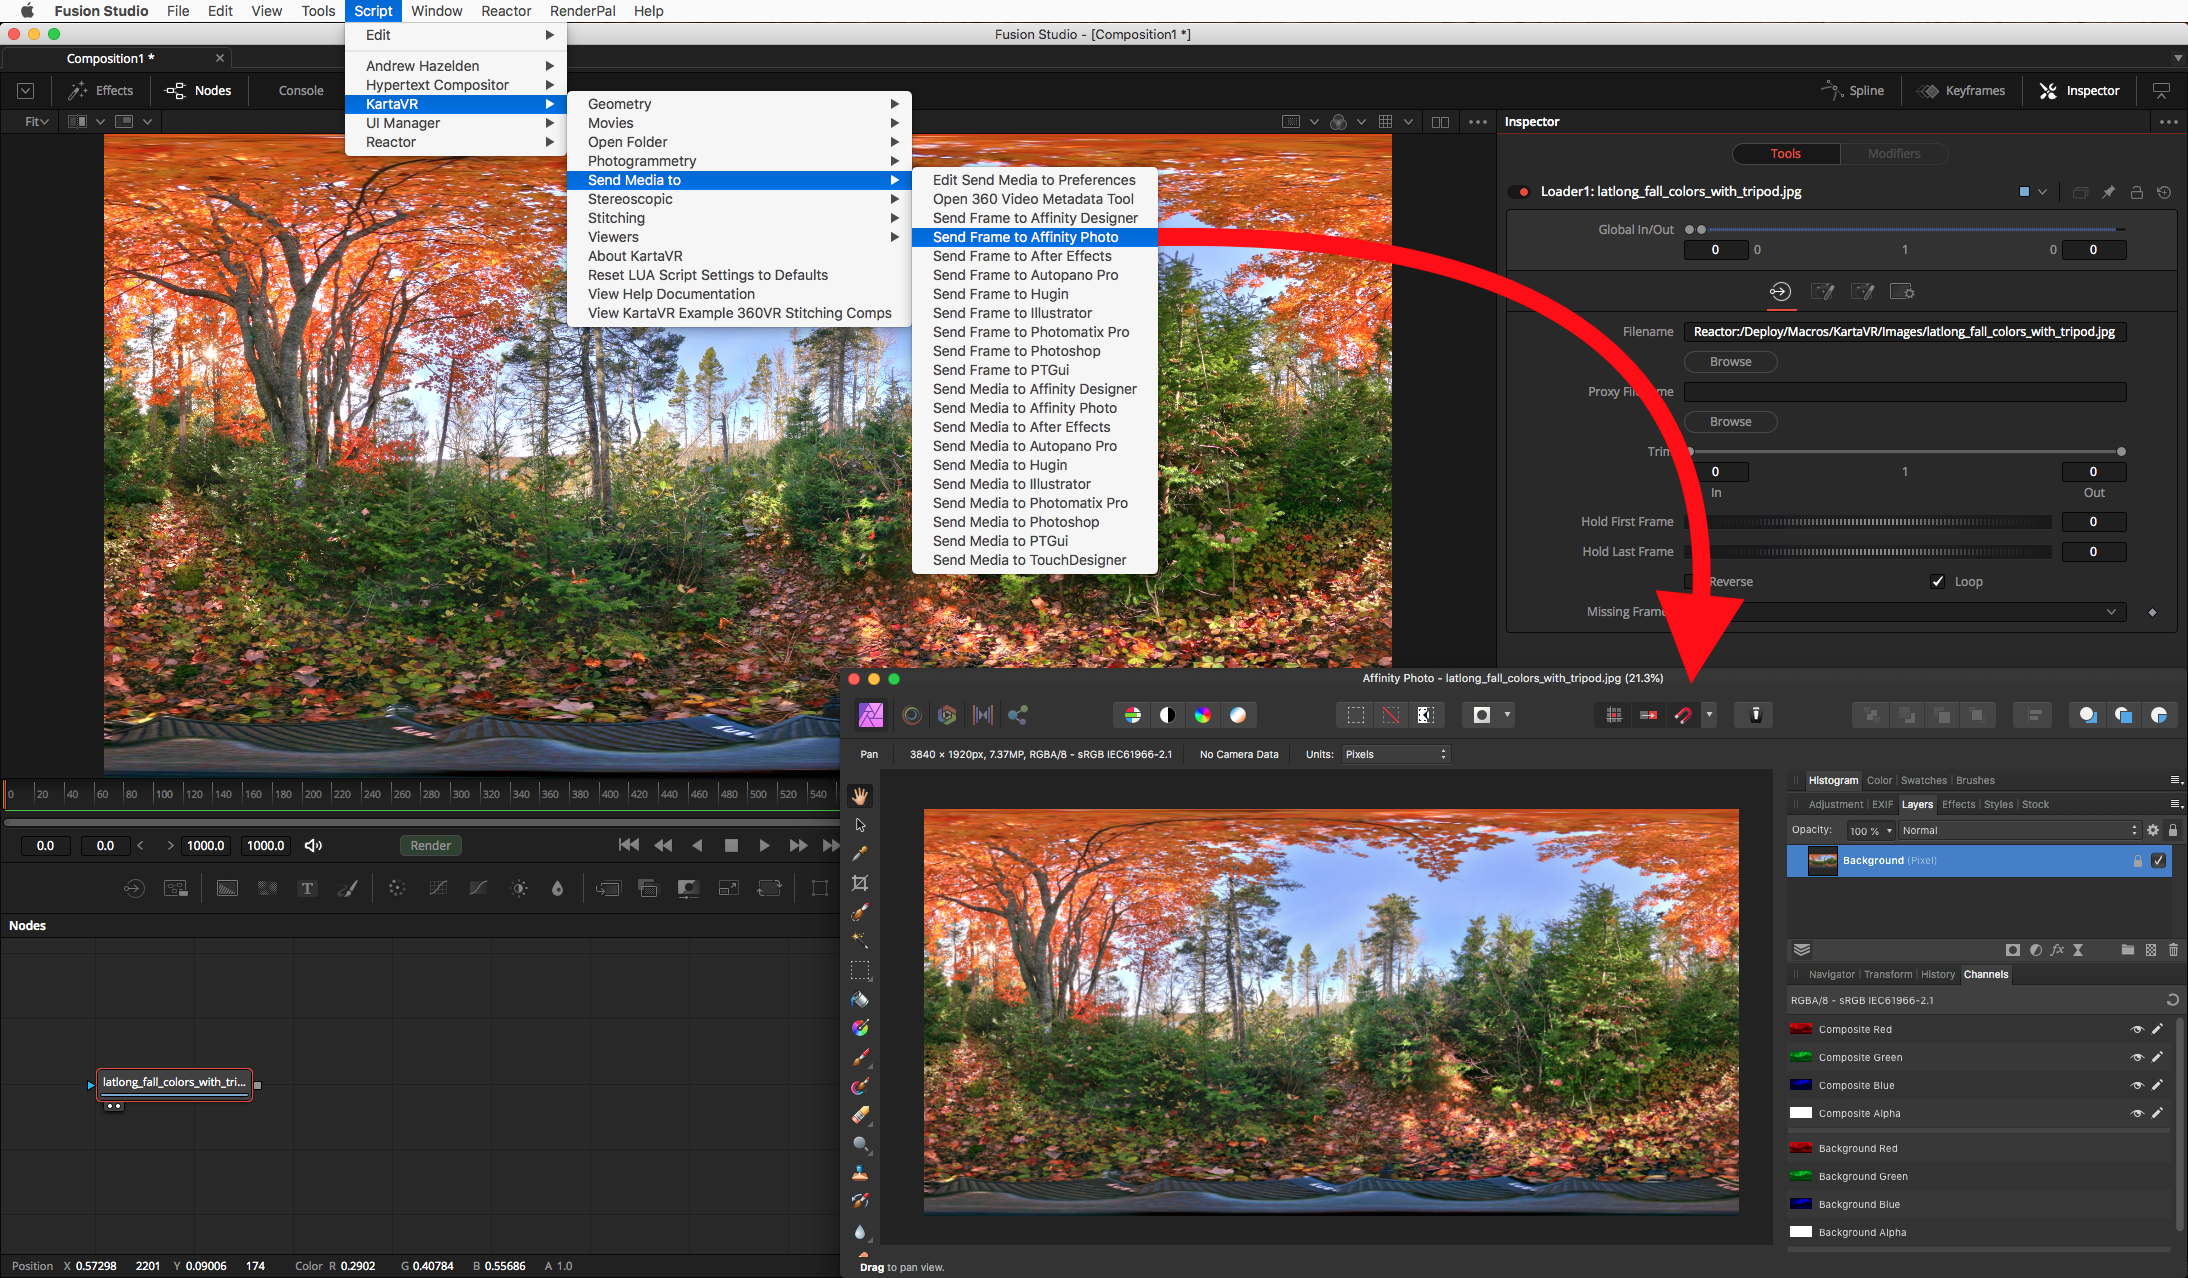 Fusion Studio File Edit View Tools Script Window Reactor RenderPal Help
Fusion Studio - [Composition1 *]
Composition1 *
Effects Nodes Console Spline Keyframes Inspector
Fit
Edit
Andrew Hazelden
Hypertext Compositor
KartaVR
UI Manager
Reactor
Geometry
Movies
Open Folder
Photogrammetry
Send Media to
Stereoscopic
Stitching
Viewers
About KartaVR
Reset LUA Script Settings to Defaults
View Help Documentation
View KartaVR Example 360VR Stitching Comps
Edit Send Media to Preferences
Open 360 Video Metadata Tool
Send Frame to Affinity Designer
Send Frame to Affinity Photo
Send Frame to After Effects
Send Frame to Autopano Pro
Send Frame to Hugin
Send Frame to Illustrator
Send Frame to Photomatix Pro
Send Frame to Photoshop
Send Frame to PTGui
Send Media to Affinity Designer
Send Media to Affinity Photo
Send Media to After Effects
Send Media to Autopano Pro
Send Media to Hugin
Send Media to Illustrator
Send Media to Photomatix Pro
Send Media to Photoshop
Send Media to PTGui
Send Media to TouchDesigner
Inspector
Tools Modifiers
Loader1: latlong_fall_colors_with_tripod.jpg
Global In/Out
0 0 1 0 0
Filename Reactor:/Deploy/Macros/KartaVR/Images/latlong_fall_colors_with_tripod.jpg
Browse
Proxy
Browse
0 1 0
In Out
Hold First Frame 0
Hold Last Frame 0
Reverse Loop
Missing
0 20 40 60 80 100 120 140 160 180 200 220 240 260 280 300 320 340 360 380 400 420 440 460 480 500 520 540
0.0 0.0 < > 1000.0 1000.0 Render
T
Nodes
latlong_fall_colors_with_tri...
Position X 0.57298 2201 Y 0.09006 174 Color R 0.2902 G 0.40784 B 0.55686 A 1.0
Affinity Photo - latlong_fall_colors_with_tripod.jpg (21.3%)
Pan 3840 × 1920px, 7.37MP, RGBA/8 - sRGB IEC61966-2.1 No Camera Data Units: Pixels
Histogram Color Swatches Brushes
Adjustment EXIF Layers Effects Styles Stock
Opacity: 100 % Normal
Background (Pixel)
fx
Navigator Transform History Channels
RGBA/8 - sRGB IEC61966-2.1
Composite Red
Composite Green
Composite Blue
Composite Alpha
Background Red
Background Green
Background Blue
Background Alpha
Drag to pan view.